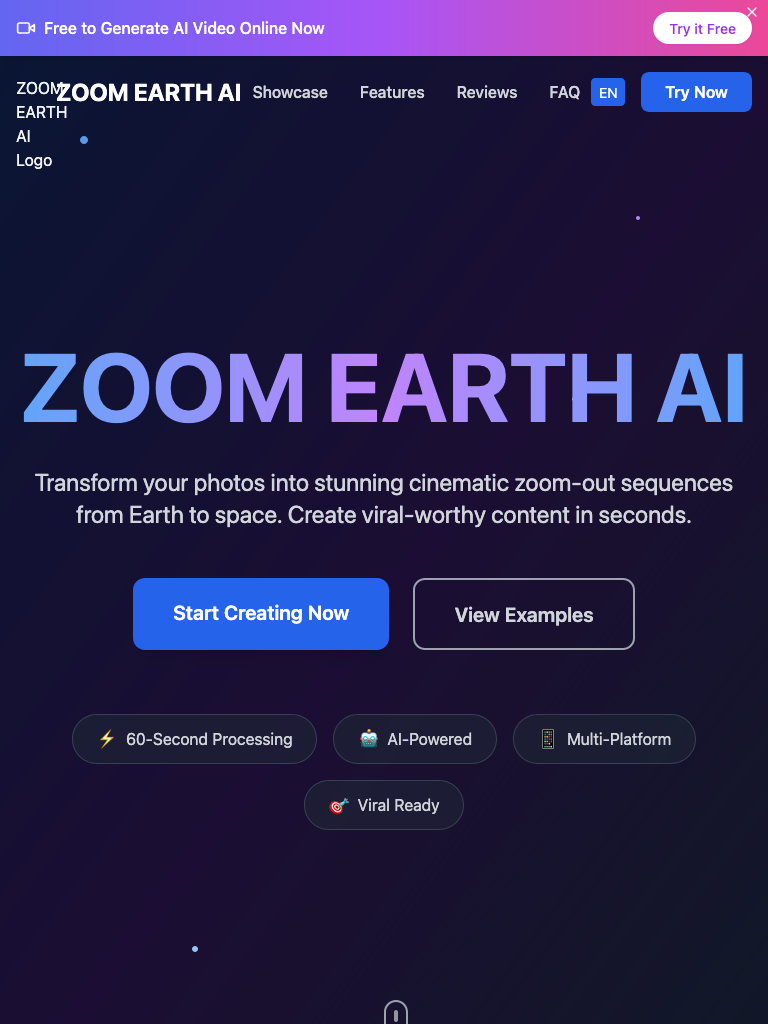 Free to Generate AI Video Online Now
Try it Free
ZOOM EARTH AI Logo
ZOOM EARTH AI
Showcase
Features
Reviews
FAQ
EN
Try Now
ZOOM EARTH AI
Transform your photos into stunning cinematic zoom-out sequences
from Earth to space. Create viral-worthy content in seconds.
Start Creating Now
View Examples
60-Second Processing
AI-Powered
Multi-Platform
Viral Ready